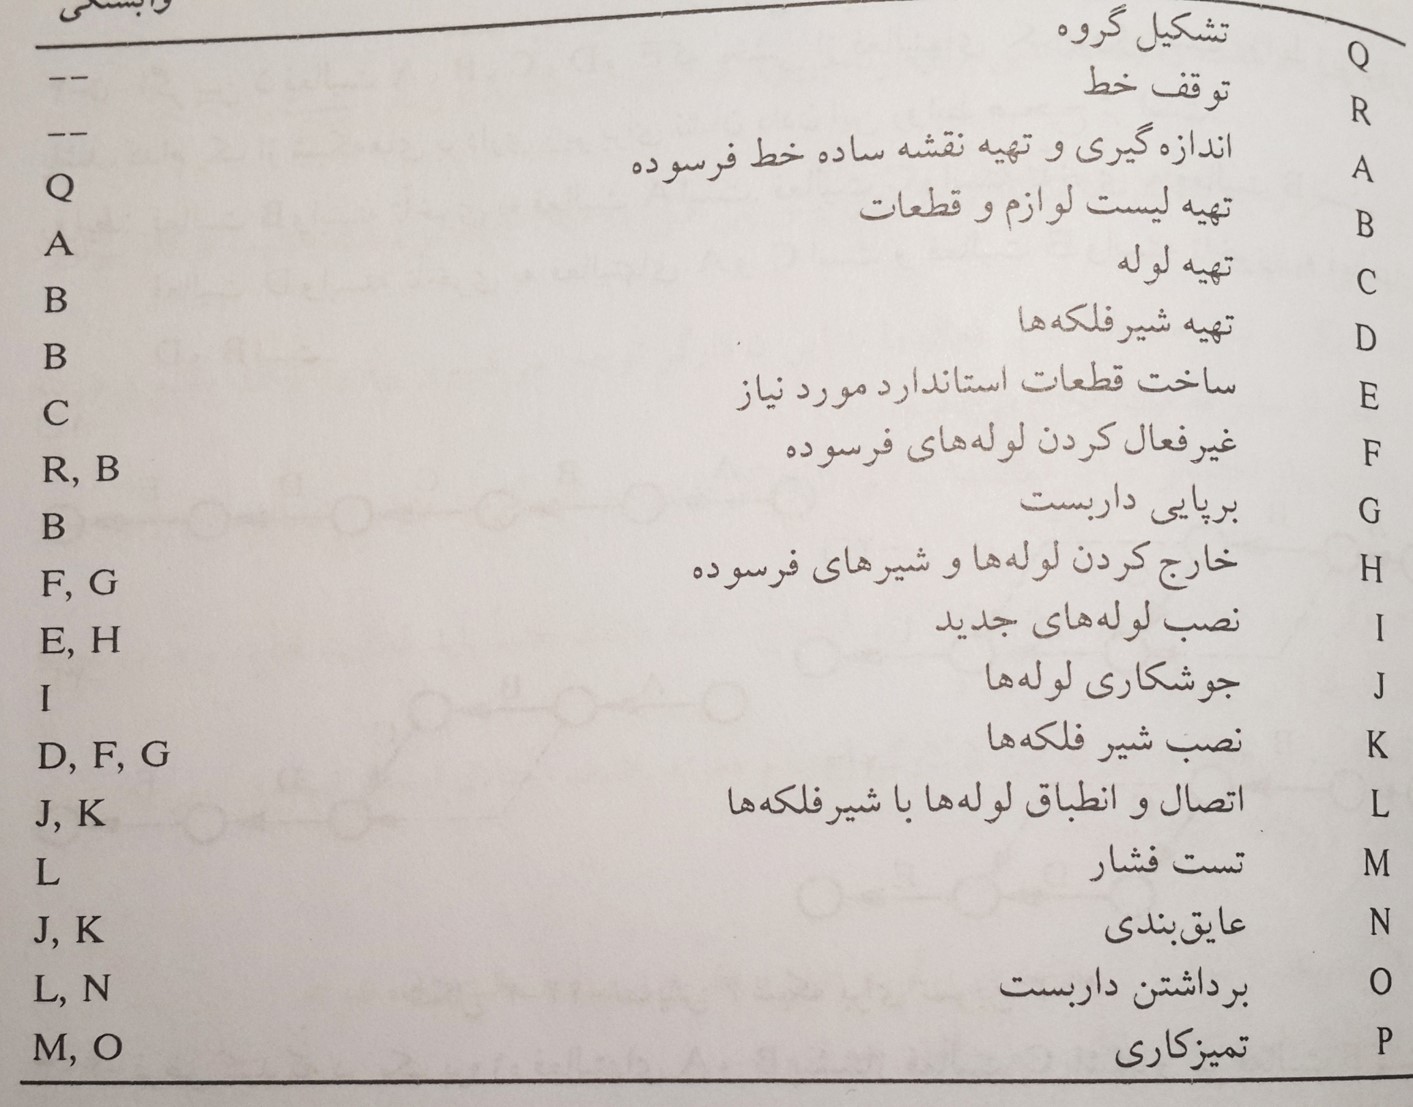 وابستگی
Q تشکیل گروه --
R توقف خط --
A اندازه‌گیری و تهیه نقشه ساده خط فرسوده Q
B تهیه لیست لوازم و قطعات A
C تهیه لوله B
D تهیه شیرفلکه‌ها B
E ساخت قطعات استاندارد مورد نیاز C
F غیرفعال کردن لوله‌های فرسوده R, B
G برپایی داربست B
H خارج کردن لوله‌ها و شیرهای فرسوده F, G
I نصب لوله‌های جدید E, H
J جوشکاری لوله‌ها I
K نصب شیر فلکه‌ها D, F, G
L اتصال و انطباق لوله‌ها با شیرفلکه‌ها J, K
M تست فشار L
N عایق‌بندی J, K
O برداشتن داربست L, N
P تمیزکاری M, O